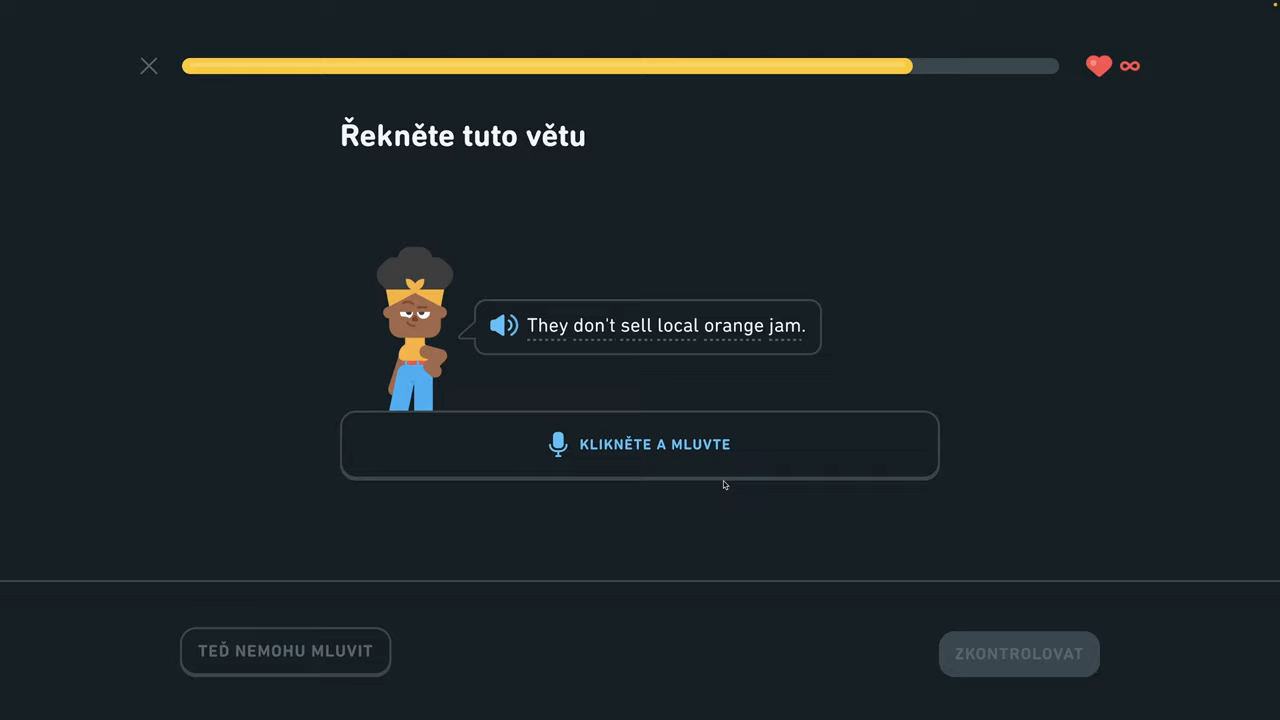 Řekněte tuto větu
They don't sell local orange jam.
KLIKNĚTE A MLUVTE
TEĎ NEMOHU MLUVIT
ZKONTROLOVAT